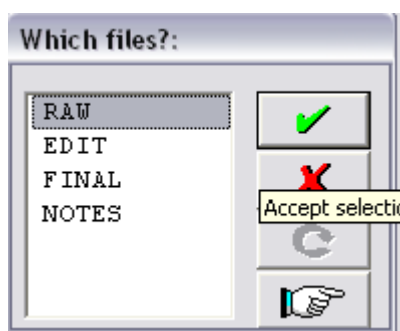 Which files?:
RAW
EDIT
FINAL
NOTES
Accept selectio